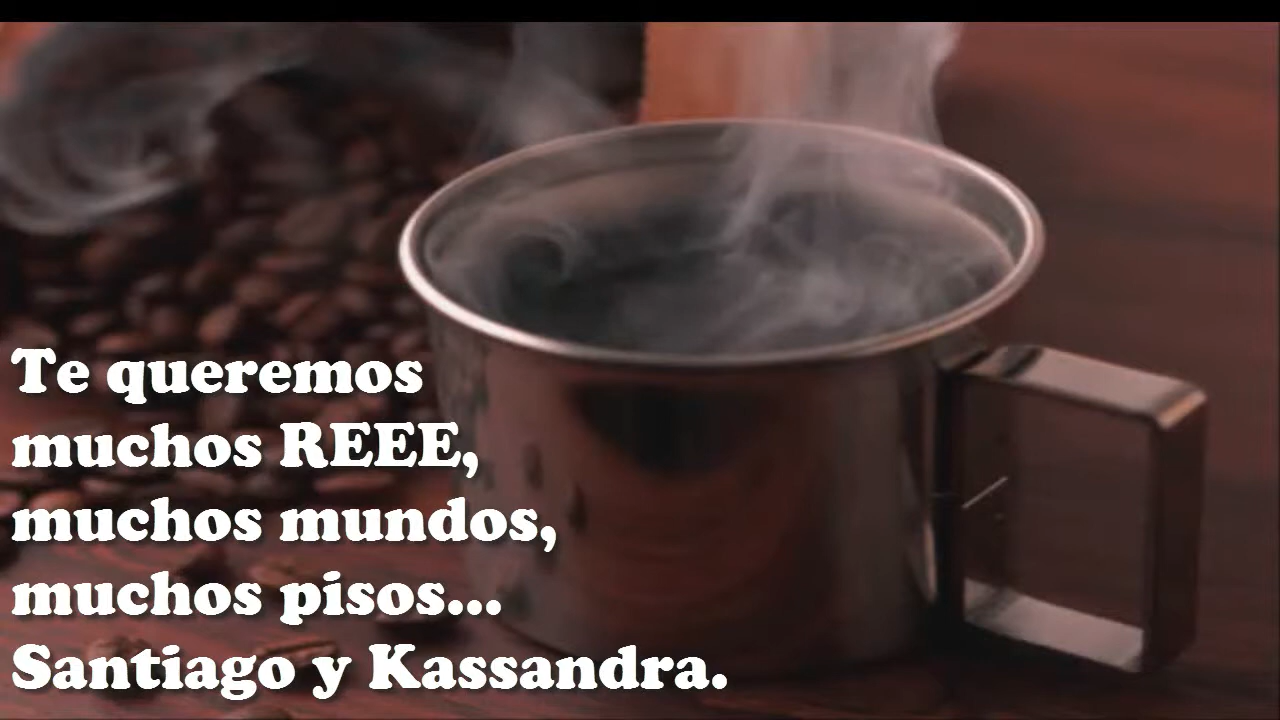 Te queremos
muchos REEE,
muchos mundos,
muchos pisos...
Santiago y Kassandra.